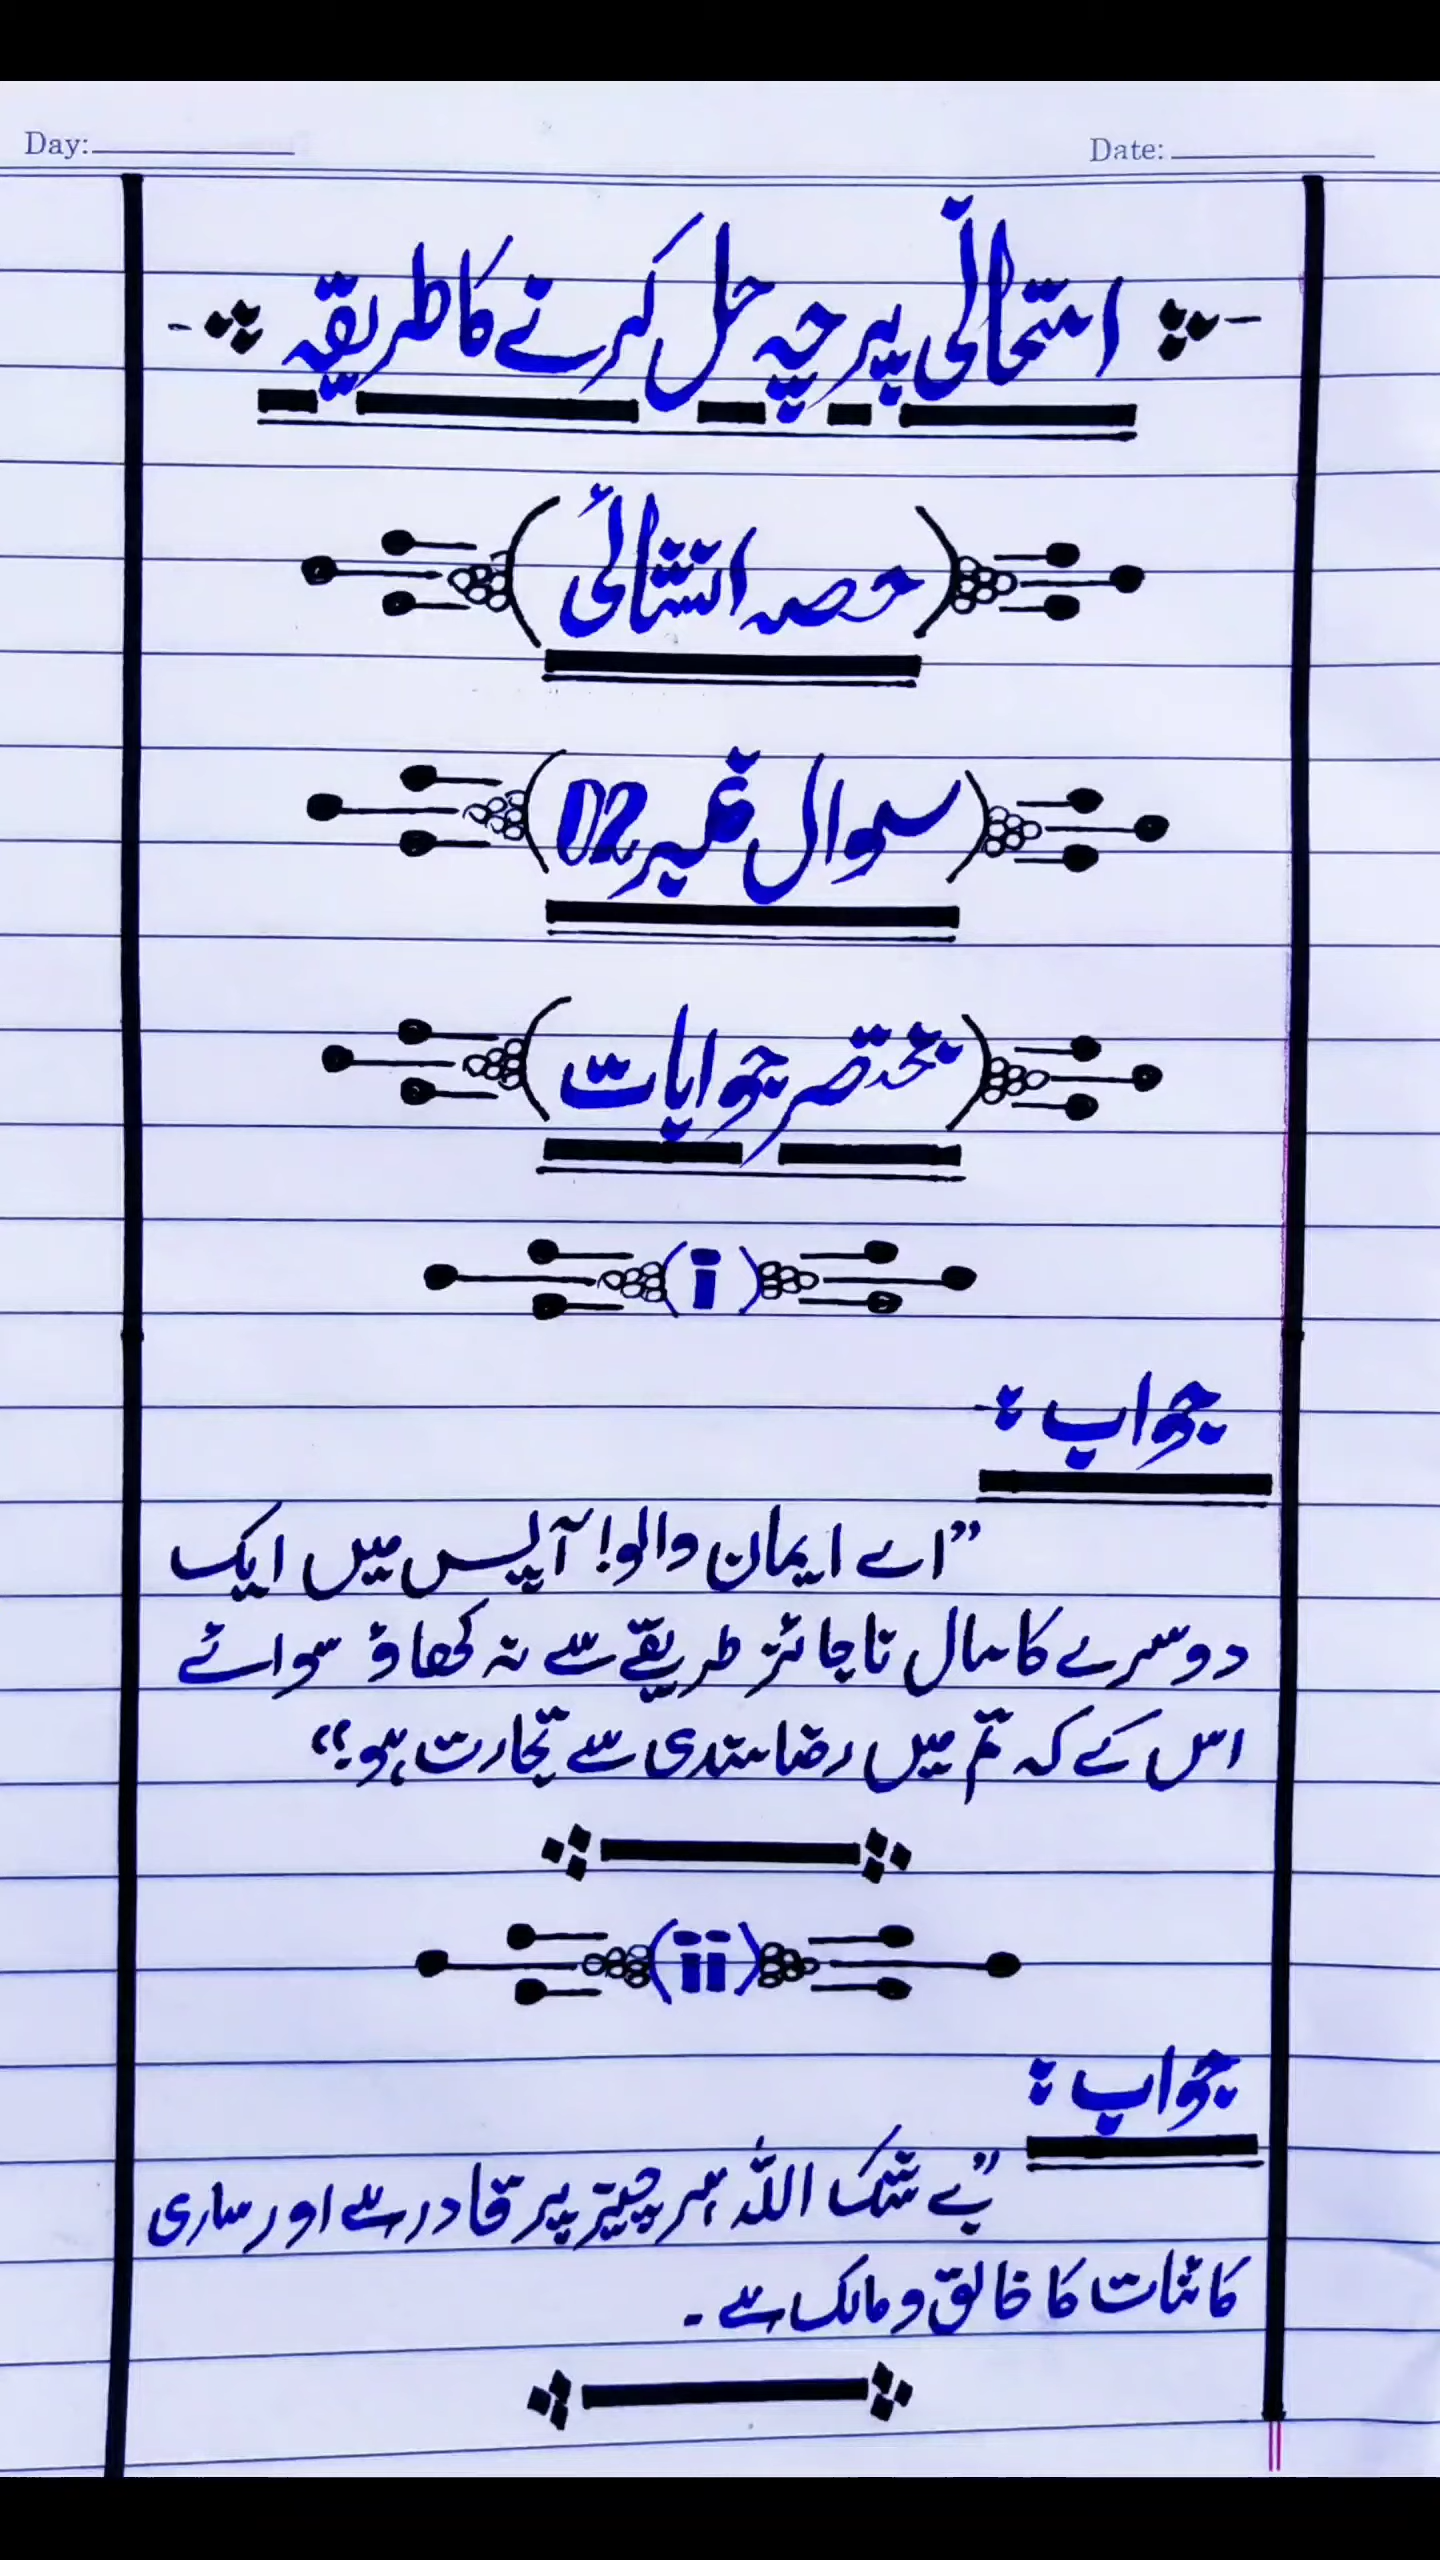 Day:
Date:
امتحانی پرچہ حل کرنے کا طریقہ
(حصہ انشائی)
(سوال نمبر 02)
(مختصر جوابات)
(i)
جواب :-
”اے ایمان والو! آپس میں ایک
دوسرے کا مال ناجائز طریقے سے نہ کھاؤ سوائے
اس کے کہ تم میں رضامندی سے تجارت ہو۔“
(ii)
جواب :
”بے شک اللہ ہر چیز پر قادر ہے اور ساری
کائنات کا خالق و مالک ہے۔